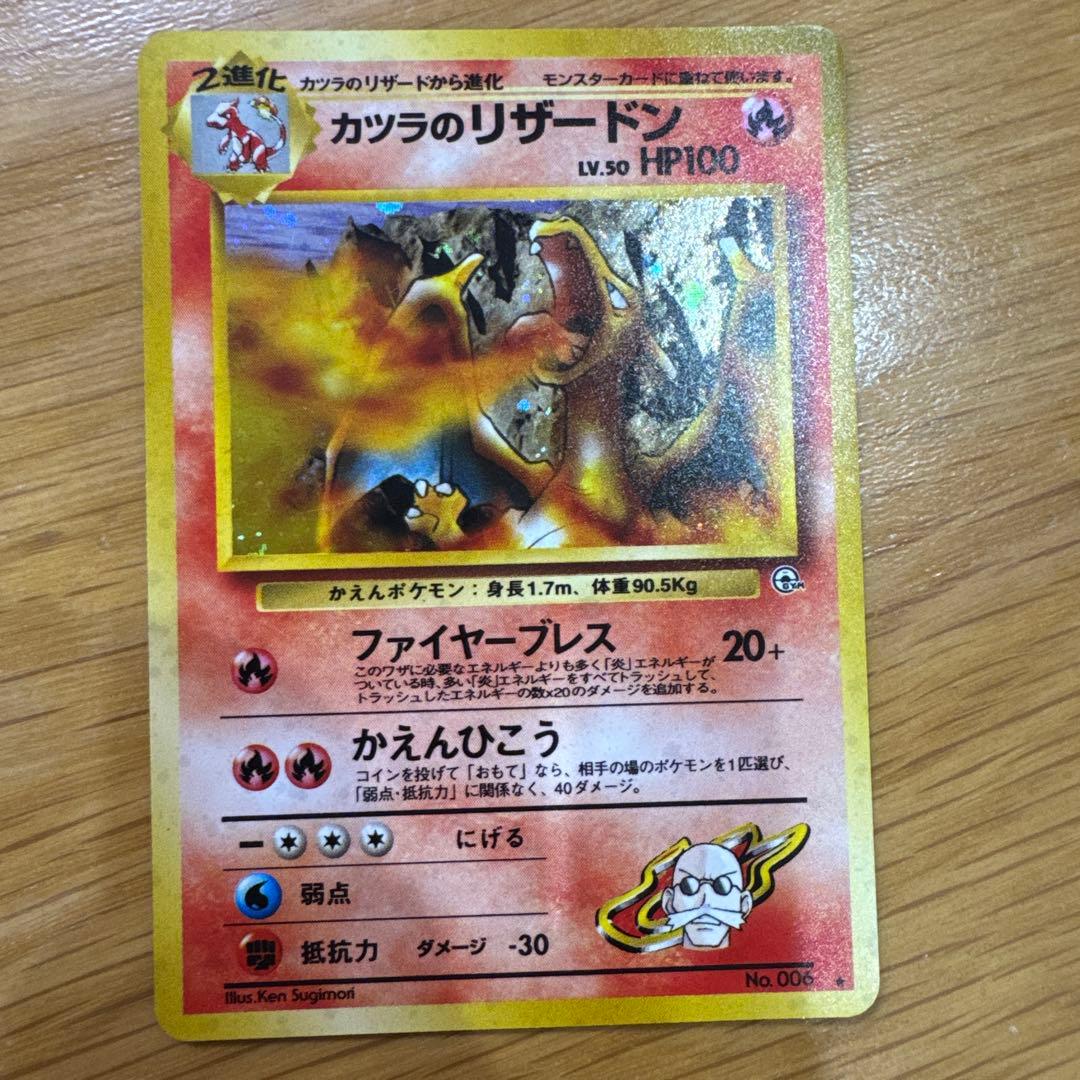 2進化 カツラのリザードから進化 モンスターカードに重ねて使います。
カツラのリザードン
LV.50 HP100
かえんポケモン：身長1.7m、体重90.5Kg
GYM
ファイヤーブレス 20+
このワザに必要なエネルギーよりも多く「炎」エネルギーが
ついている時、多い「炎」エネルギーをすべてトラッシュして、
トラッシュしたエネルギーの数x20のダメージを追加する。
かえんひこう
コインを投げて「おもて」なら、相手の場のポケモンを1匹選び、
「弱点・抵抗力」に関係なく、40ダメージ。
にげる
弱点
抵抗力 ダメージ -30
No. 006 ★
Illus.Ken Sugimori